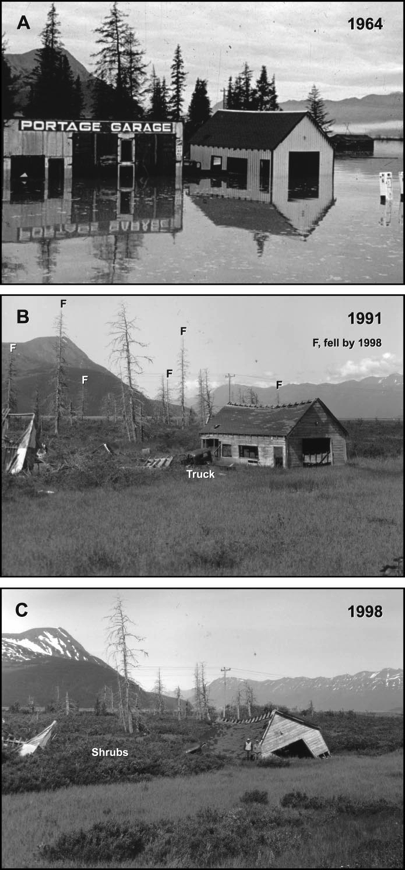 A
1964
PORTAGE GARAGE
B
1991
F, fell by 1998
F
F
F
F
F
F
Truck
C
1998
Shrubs